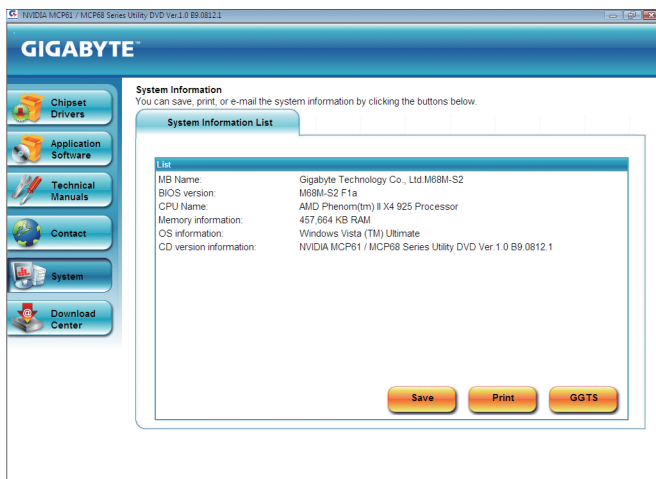 NVIDIA MCP61 / MCP68 Series Utility DVD Ver.1.0 B9.0812.1
GIGABYTE™
Chipset
Drivers
Application
Software
Technical
Manuals
Contact
System
Download
Center
System Information
You can save, print, or e-mail the system information by clicking the buttons below.
System Information List
List
MB Name: Gigabyte Technology Co., Ltd.M68M-S2
BIOS version: M68M-S2 F1a
CPU Name: AMD Phenom(tm) II X4 925 Processor
Memory information: 457,664 KB RAM
OS information: Windows Vista (TM) Ultimate
CD version information: NVIDIA MCP61 / MCP68 Series Utility DVD Ver.1.0 B9.0812.1
Save Print GGTS